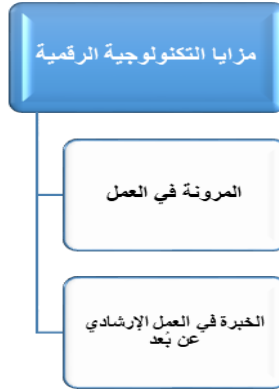 مزايا التكنولوجية الرقمية
المرونة في العمل
الخبرة في العمل الإرشادي
عن بُعد